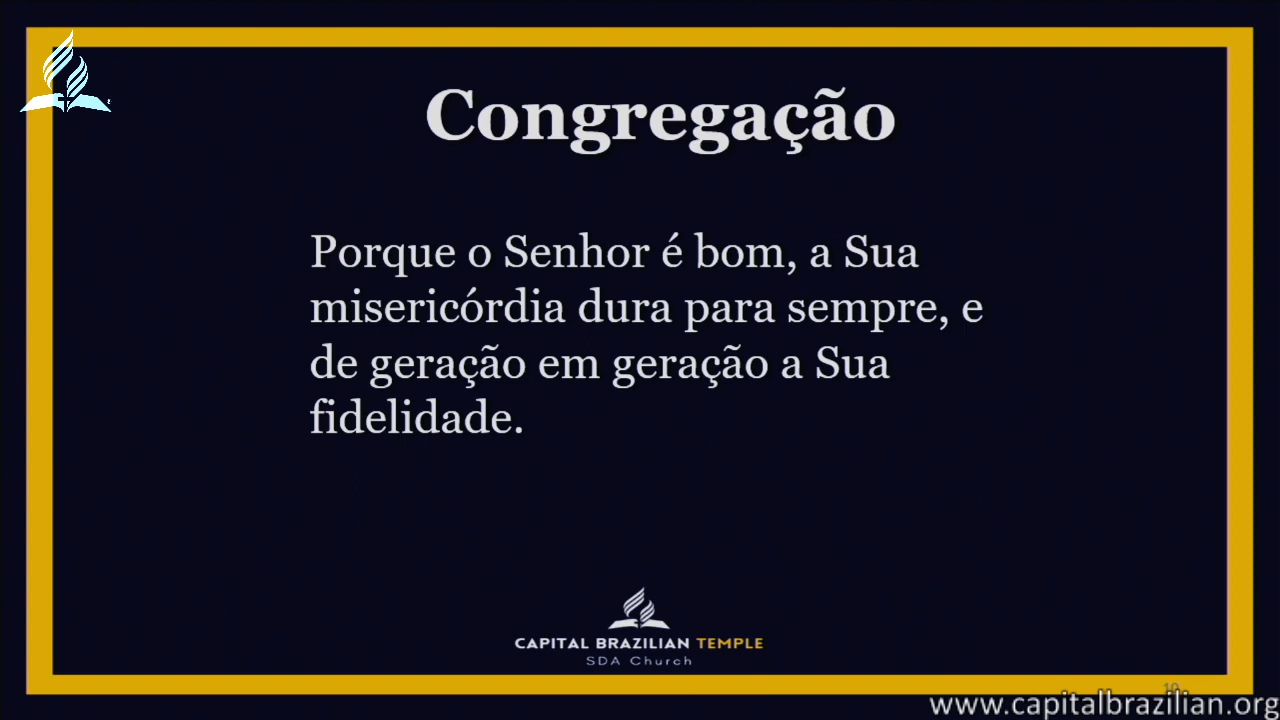 Congregação
Porque o Senhor é bom, a Sua
misericórdia dura para sempre, e
de geração em geração a Sua
fidelidade.
CAPITAL BRAZILIAN TEMPLE
SDA Church
10
www.capitalbrazilian.org